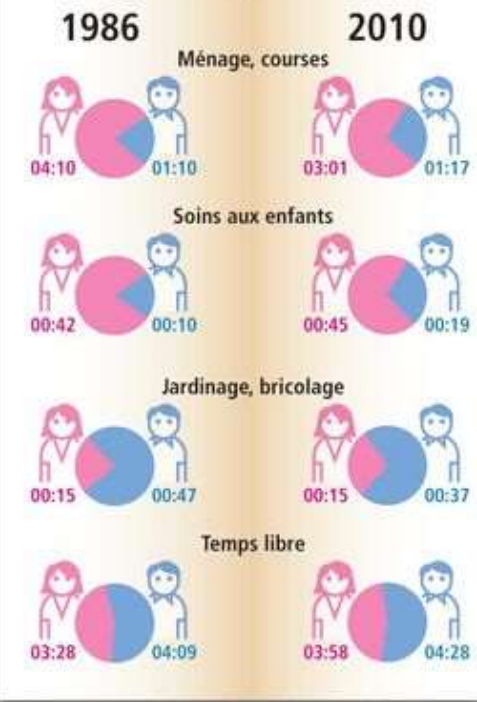 1986 2010
Ménage, courses
04:10 01:10 03:01 01:17
Soins aux enfants
00:42 00:10 00:45 00:19
Jardinage, bricolage
00:15 00:47 00:15 00:37
Temps libre
03:28 04:09 03:58 04:28